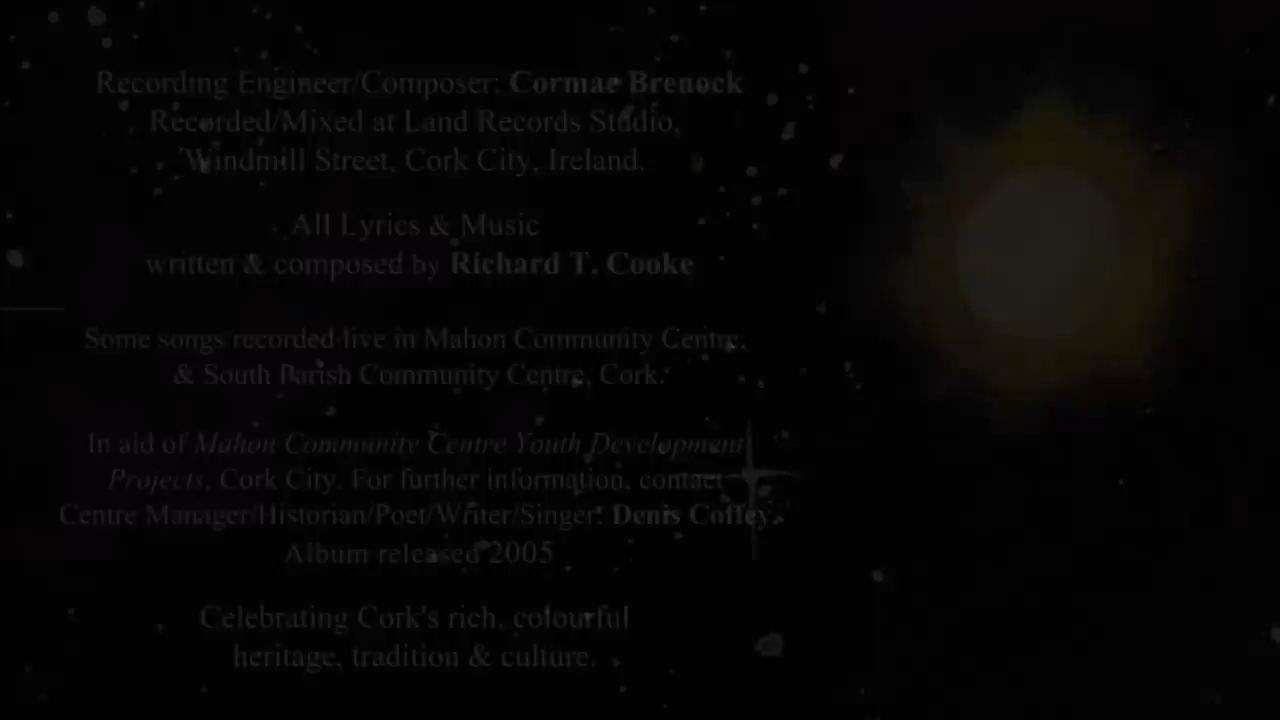 Recording Engineer/Composer: Cormac Brenock
Recorded/Mixed at Land Records Studio,
Windmill Street, Cork City, Ireland.
All Lyrics & Music
written & composed by Richard T. Cooke
Some songs recorded live in Mahon Community Centre,
& South Parish Community Centre, Cork.
In aid of Mahon Community Centre Youth Development
Projects, Cork City. For further information, contact
Centre Manager/Historian/Poet/Writer/Singer: Denis Coffey.
Album released 2005
Celebrating Cork's rich, colourful
heritage, tradition & culture.